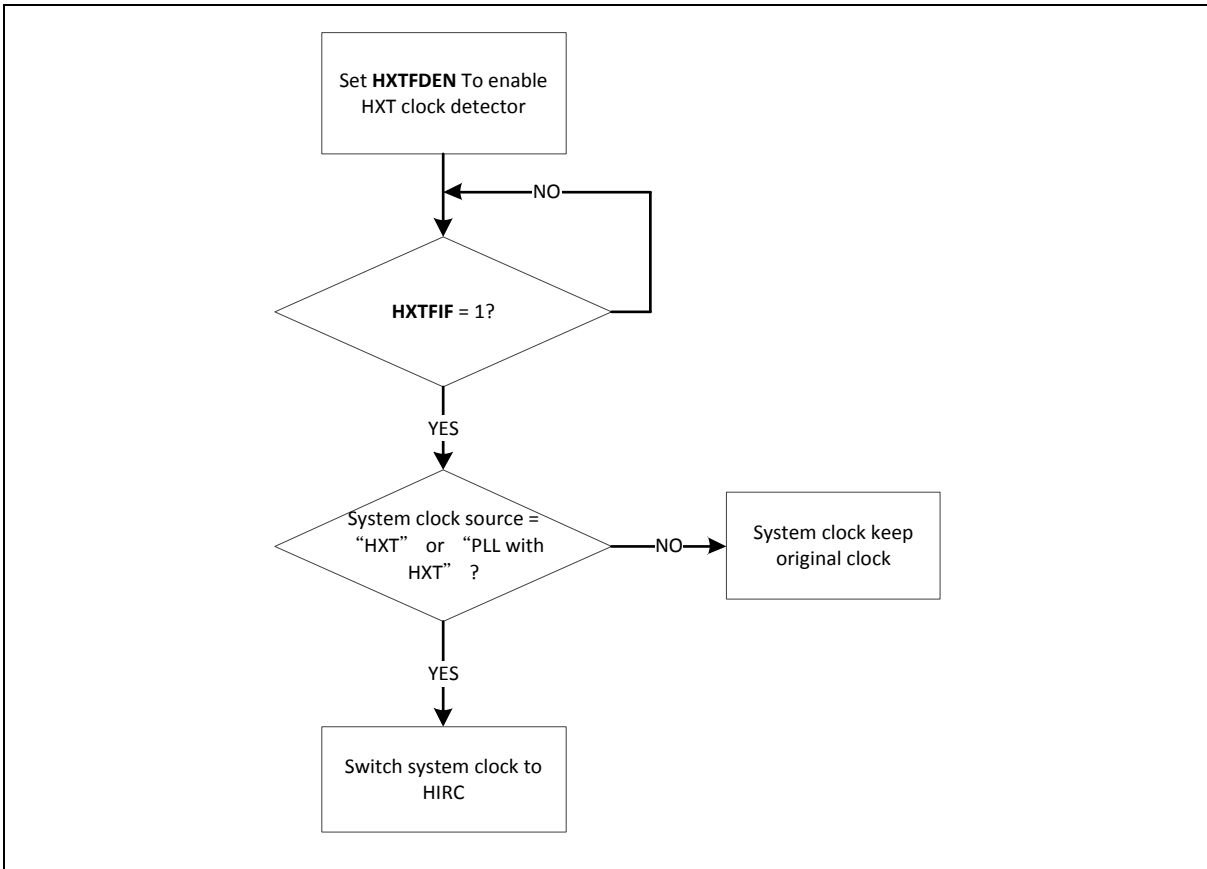 Set HXTFDEN To enable
HXT clock detector
NO
HXTFIF = 1?
YES
System clock source =
“HXT” or “PLL with
HXT” ?
NO
System clock keep
original clock
YES
Switch system clock to
HIRC